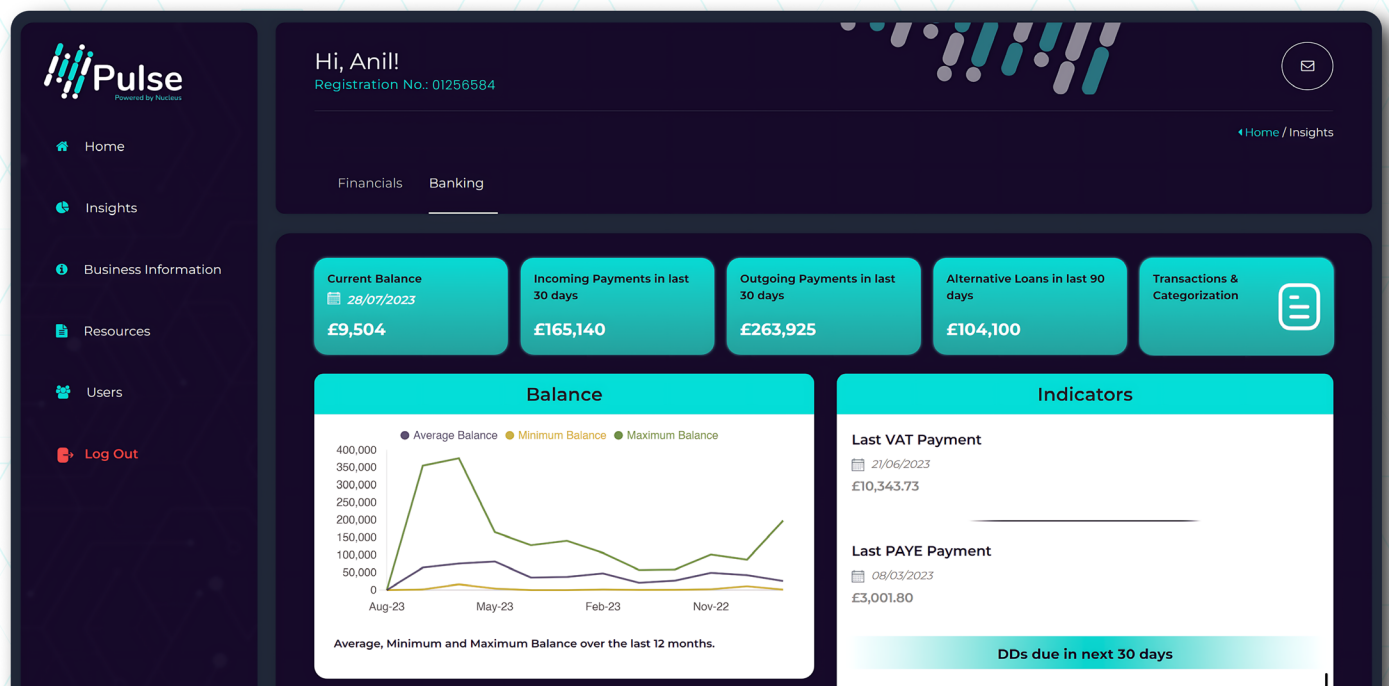 Pulse
Powered by Nucleus
Home
Insights
Business Information
Resources
Users
Log Out
Hi, Anil!
Registration No.: 01256584
Home / Insights
Financials
Banking
Current Balance
28/07/2023
£9,504
Incoming Payments in last
30 days
£165,140
Outgoing Payments in last
30 days
£263,925
Alternative Loans in last 90
days
£104,100
Transactions &
Categorization
Balance
Average Balance Minimum Balance Maximum Balance
400,000
350,000
300,000
250,000
200,000
150,000
100,000
50,000
0
Aug-23 May-23 Feb-23 Nov-22
Average, Minimum and Maximum Balance over the last 12 months.
Indicators
Last VAT Payment
21/06/2023
£10,343.73
Last PAYE Payment
08/03/2023
£3,001.80
DDs due in next 30 days